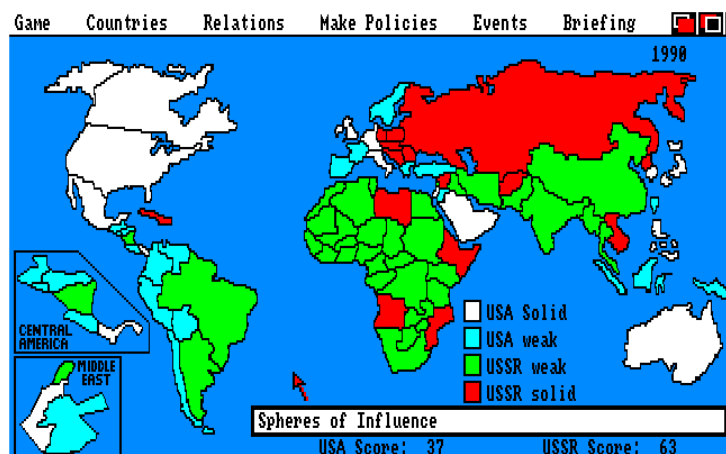 Game Countries Relations Make Policies Events Briefing
1990
CENTRAL
AMERICA
MIDDLE
EAST
USA Solid
USA weak
USSR weak
USSR solid
Spheres of Influence
USA Score: 37 USSR Score: 63